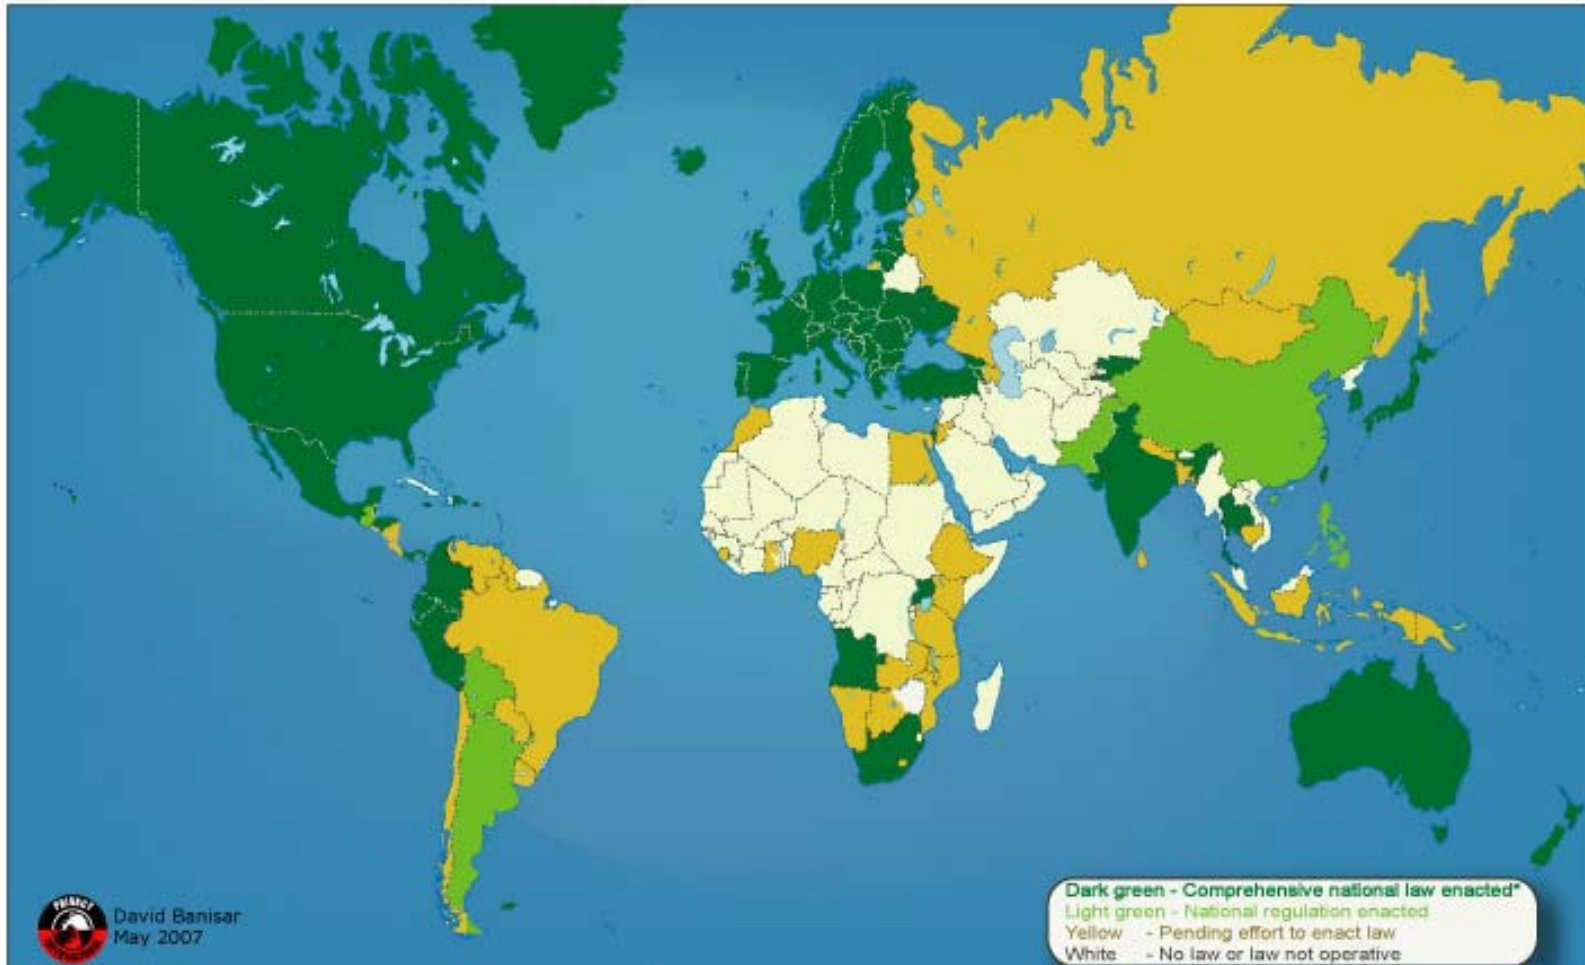 David Banisar
May 2007
Dark green - Comprehensive national law enacted*
Light green - National regulation enacted
Yellow - Pending effort to enact law
White - No law or law not operative